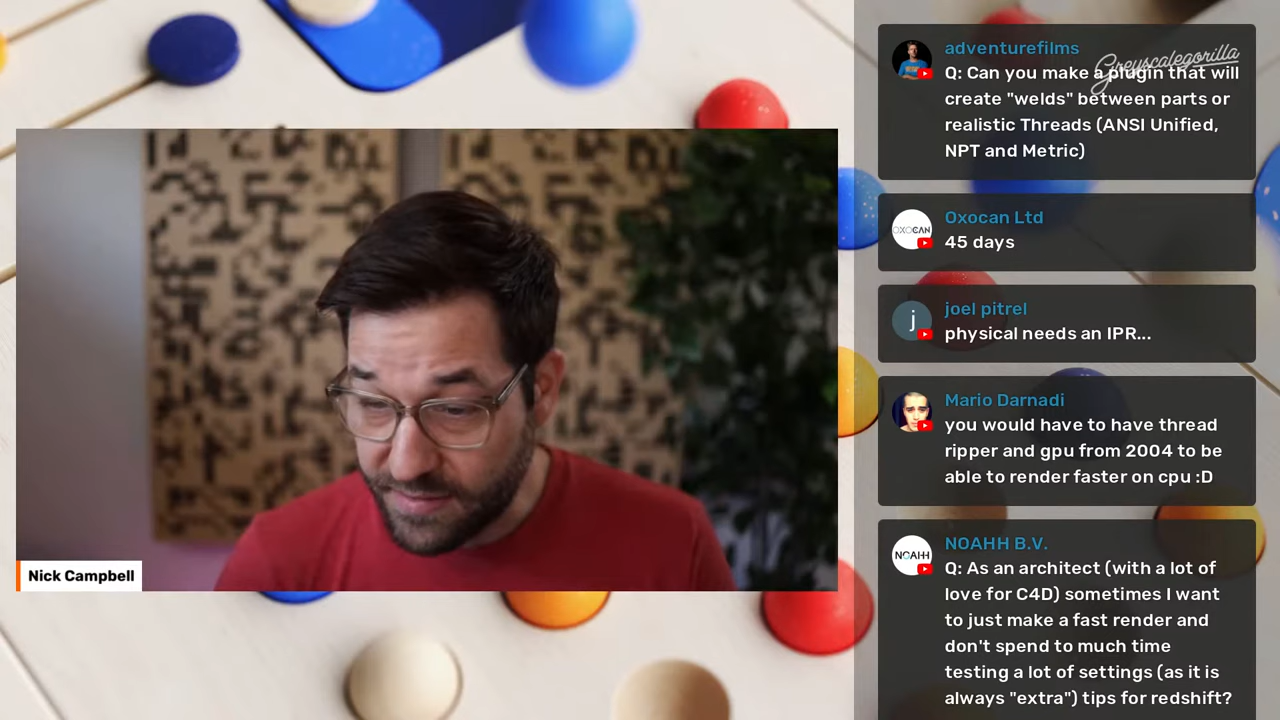 adventurefilms
Greyscalegorilla
Q: Can you make a plugin that will
create "welds" between parts or
realistic Threads (ANSI Unified,
NPT and Metric)
OXOCAN
Oxocan Ltd
45 days
j
joel pitrel
physical needs an IPR...
Mario Darnadi
you would have to have thread
ripper and gpu from 2004 to be
able to render faster on cpu :D
NOAHH
NOAHH B.V.
Q: As an architect (with a lot of
love for C4D) sometimes I want
to just make a fast render and
don't spend to much time
testing a lot of settings (as it is
always "extra") tips for redshift?
Nick Campbell